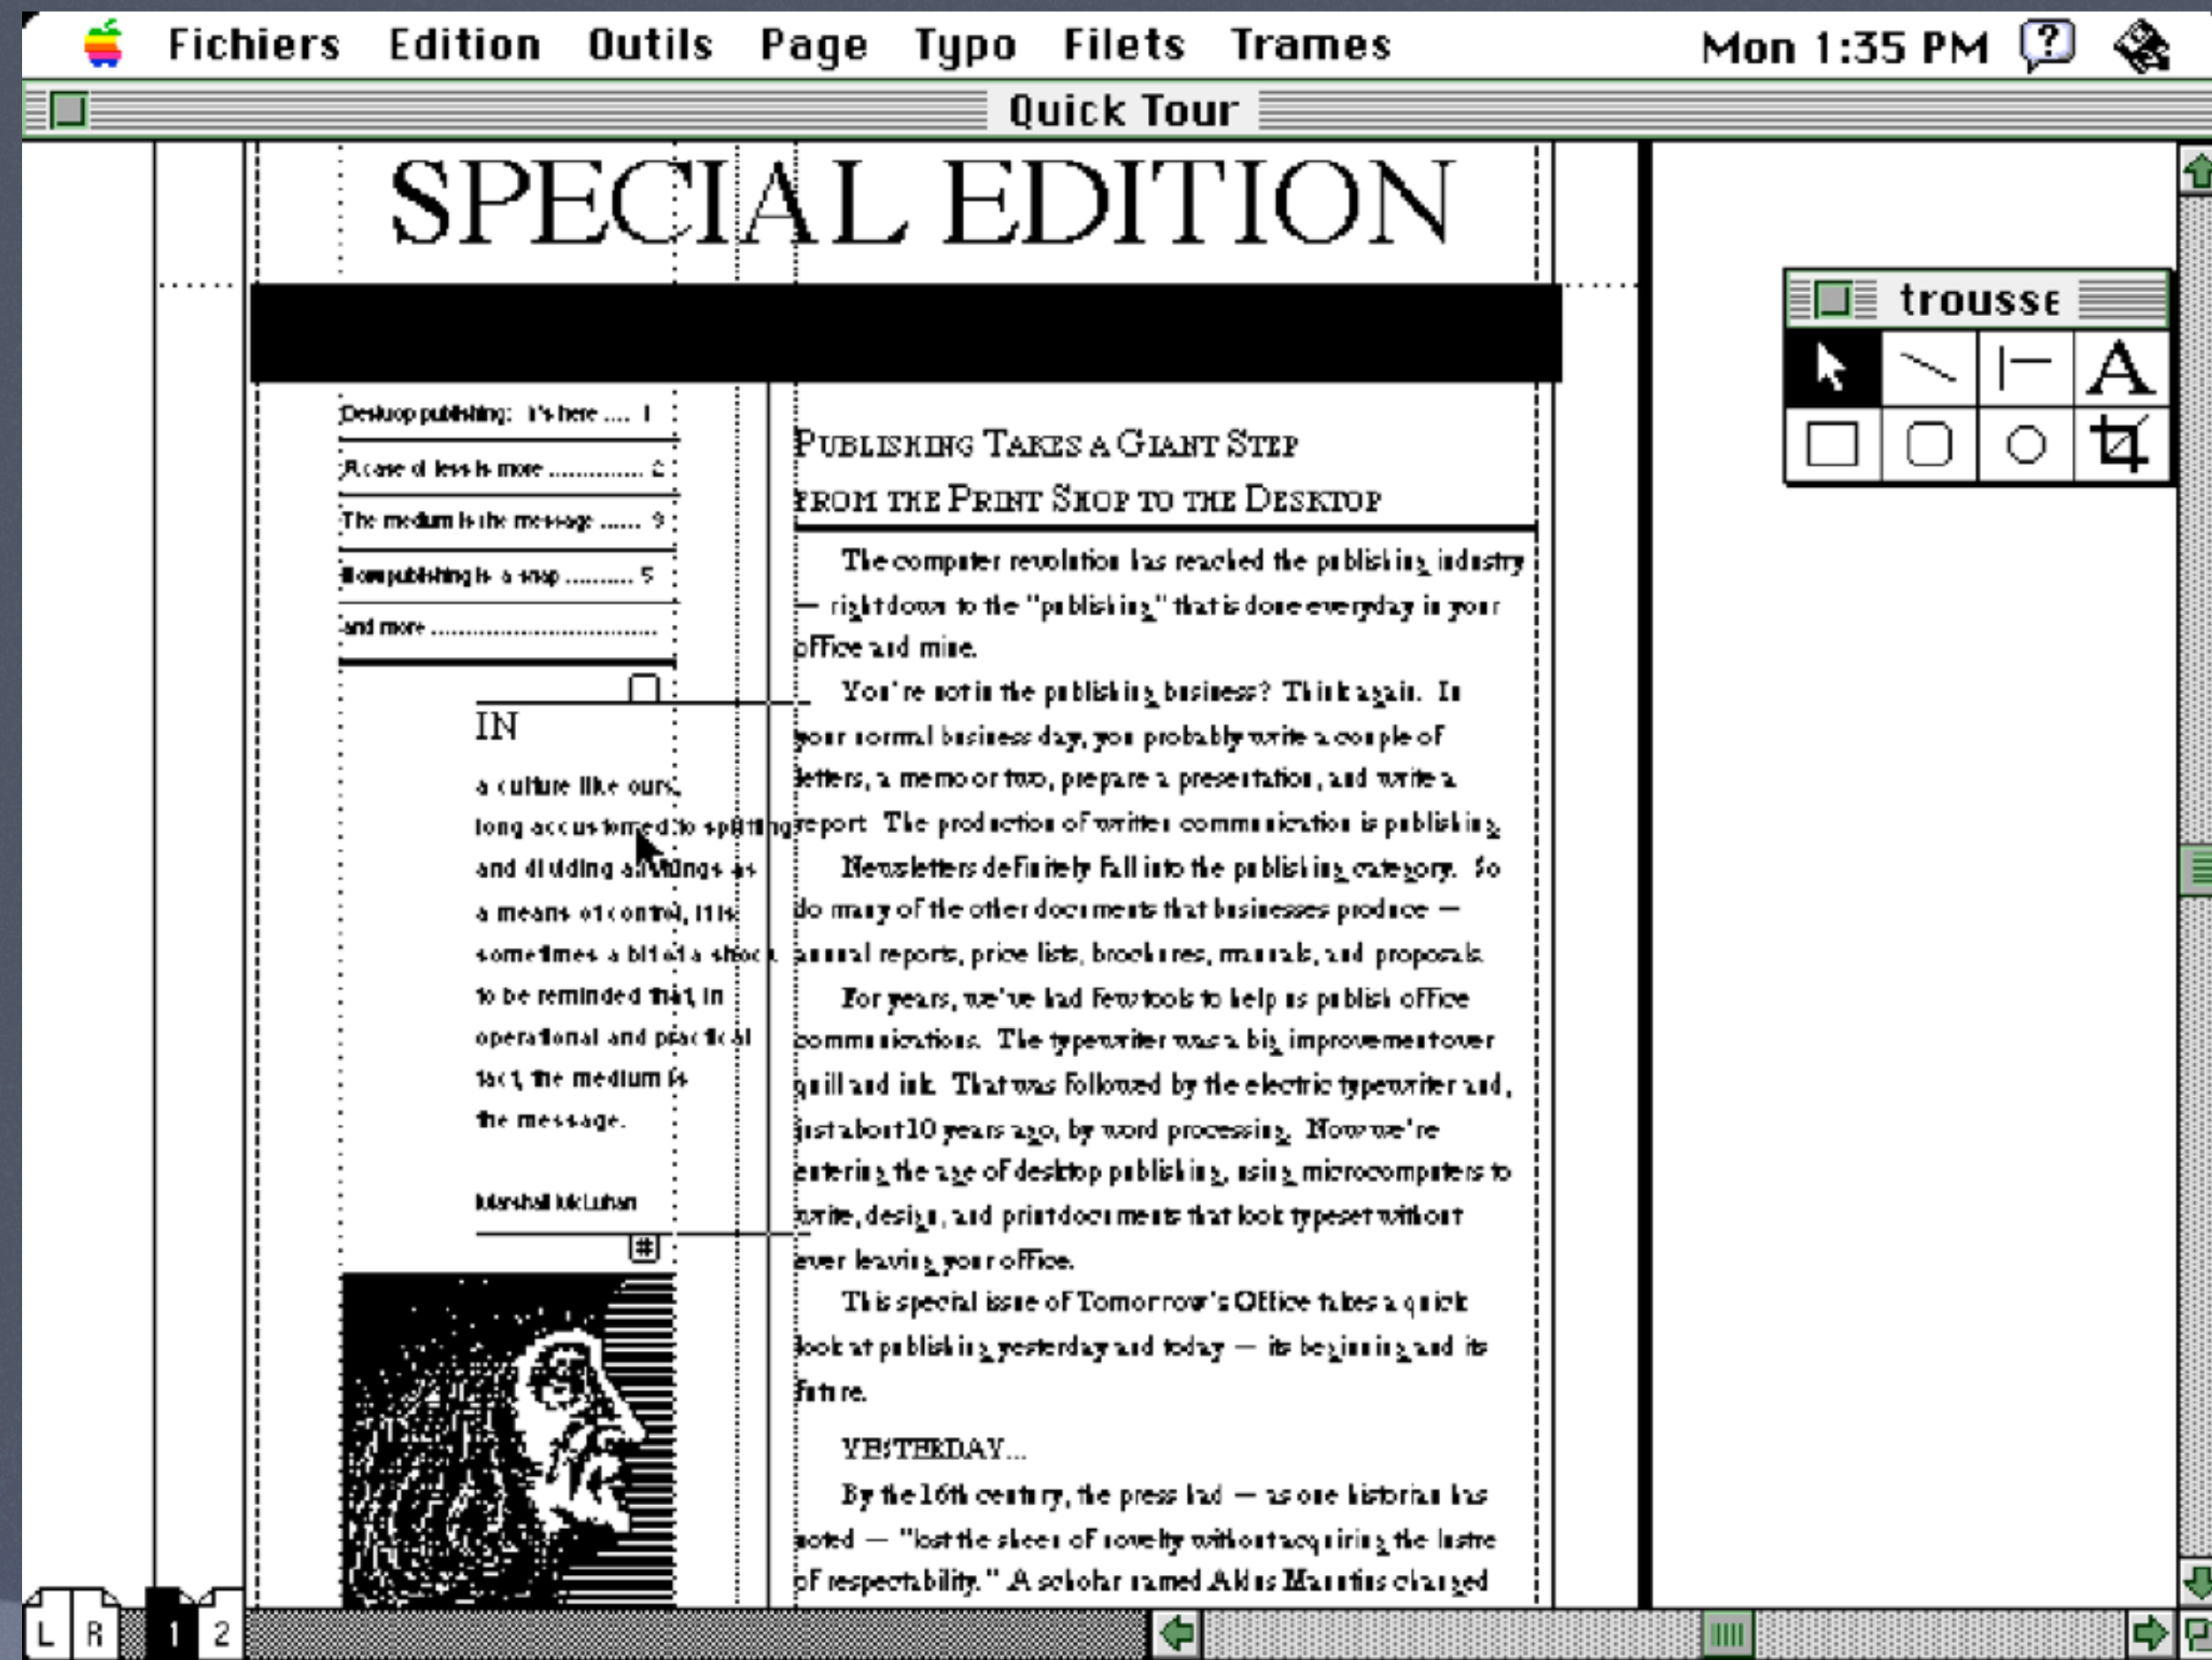 Fichiers Edition Outils Page Typo Filets Trames Mon 1:35 PM
Quick Tour
SPECIAL EDITION
trousse
A
Desktop publishing: It's here .... 1
A case of less is more .............. 2
The medium is the message ...... 3
publishing is a snap .......... 5
and more .................................
IN
a culture like ours,
long accustomed to splitting
and dividing all things as
a means of control, it is
sometimes a bit of a shock
to be reminded that, in
operational and practical
fact, the medium is
the message.
Marshall McLuhan
#
PUBLISHING TAKES A GIANT STEP
FROM THE PRINT SHOP TO THE DESKTOP
The computer revolution has reached the publishing industry
— right down to the "publishing" that is done everyday in your
office and mine.
You're not in the publishing business? Think again. In
your normal business day, you probably write a couple of
letters, a memo or two, prepare a presentation, and write a
report. The production of written communication is publishing.
Newsletters definitely fall into the publishing category. So
do many of the other documents that businesses produce —
annual reports, price lists, brochures, manuals, and proposals.
For years, we've had few tools to help us publish office
communications. The typewriter was a big improvement over
quill and ink. That was followed by the electric typewriter and,
just about 10 years ago, by word processing. Now we're
entering the age of desktop publishing, using microcomputers to
write, design, and print documents that look typeset without
ever leaving your office.
This special issue of Tomorrow's Office takes a quick
look at publishing yesterday and today — its beginning and its
future.
YESTERDAY...
By the 16th century, the press had — as one historian has
noted — "lost the sheen of novelty without acquiring the lustre
of respectability." A scholar named Aldus Manutius changed
L R 1 2